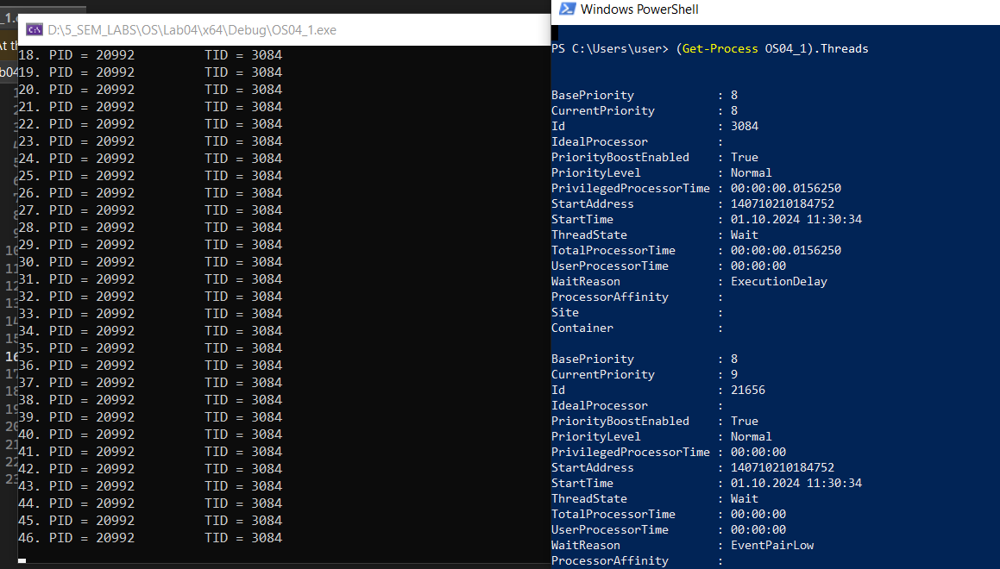 D:\5_SEM_LABS\OS\Lab04\x64\Debug\OS04_1.exe
18. PID = 20992 TID = 3084
19. PID = 20992 TID = 3084
20. PID = 20992 TID = 3084
21. PID = 20992 TID = 3084
22. PID = 20992 TID = 3084
23. PID = 20992 TID = 3084
24. PID = 20992 TID = 3084
25. PID = 20992 TID = 3084
26. PID = 20992 TID = 3084
27. PID = 20992 TID = 3084
28. PID = 20992 TID = 3084
29. PID = 20992 TID = 3084
30. PID = 20992 TID = 3084
31. PID = 20992 TID = 3084
32. PID = 20992 TID = 3084
33. PID = 20992 TID = 3084
34. PID = 20992 TID = 3084
35. PID = 20992 TID = 3084
36. PID = 20992 TID = 3084
37. PID = 20992 TID = 3084
38. PID = 20992 TID = 3084
39. PID = 20992 TID = 3084
40. PID = 20992 TID = 3084
41. PID = 20992 TID = 3084
42. PID = 20992 TID = 3084
43. PID = 20992 TID = 3084
44. PID = 20992 TID = 3084
45. PID = 20992 TID = 3084
46. PID = 20992 TID = 3084
Windows PowerShell
PS C:\Users\user> (Get-Process OS04_1).Threads
BasePriority : 8
CurrentPriority : 8
Id : 3084
IdealProcessor :
PriorityBoostEnabled : True
PriorityLevel : Normal
PrivilegedProcessorTime : 00:00:00.0156250
StartAddress : 140710210184752
StartTime : 01.10.2024 11:30:34
ThreadState : Wait
TotalProcessorTime : 00:00:00.0156250
UserProcessorTime : 00:00:00
WaitReason : ExecutionDelay
ProcessorAffinity :
Site :
Container :
BasePriority : 8
CurrentPriority : 9
Id : 21656
IdealProcessor :
PriorityBoostEnabled : True
PriorityLevel : Normal
PrivilegedProcessorTime : 00:00:00
StartAddress : 140710210184752
StartTime : 01.10.2024 11:30:34
ThreadState : Wait
TotalProcessorTime : 00:00:00
UserProcessorTime : 00:00:00
WaitReason : EventPairLow
ProcessorAffinity :